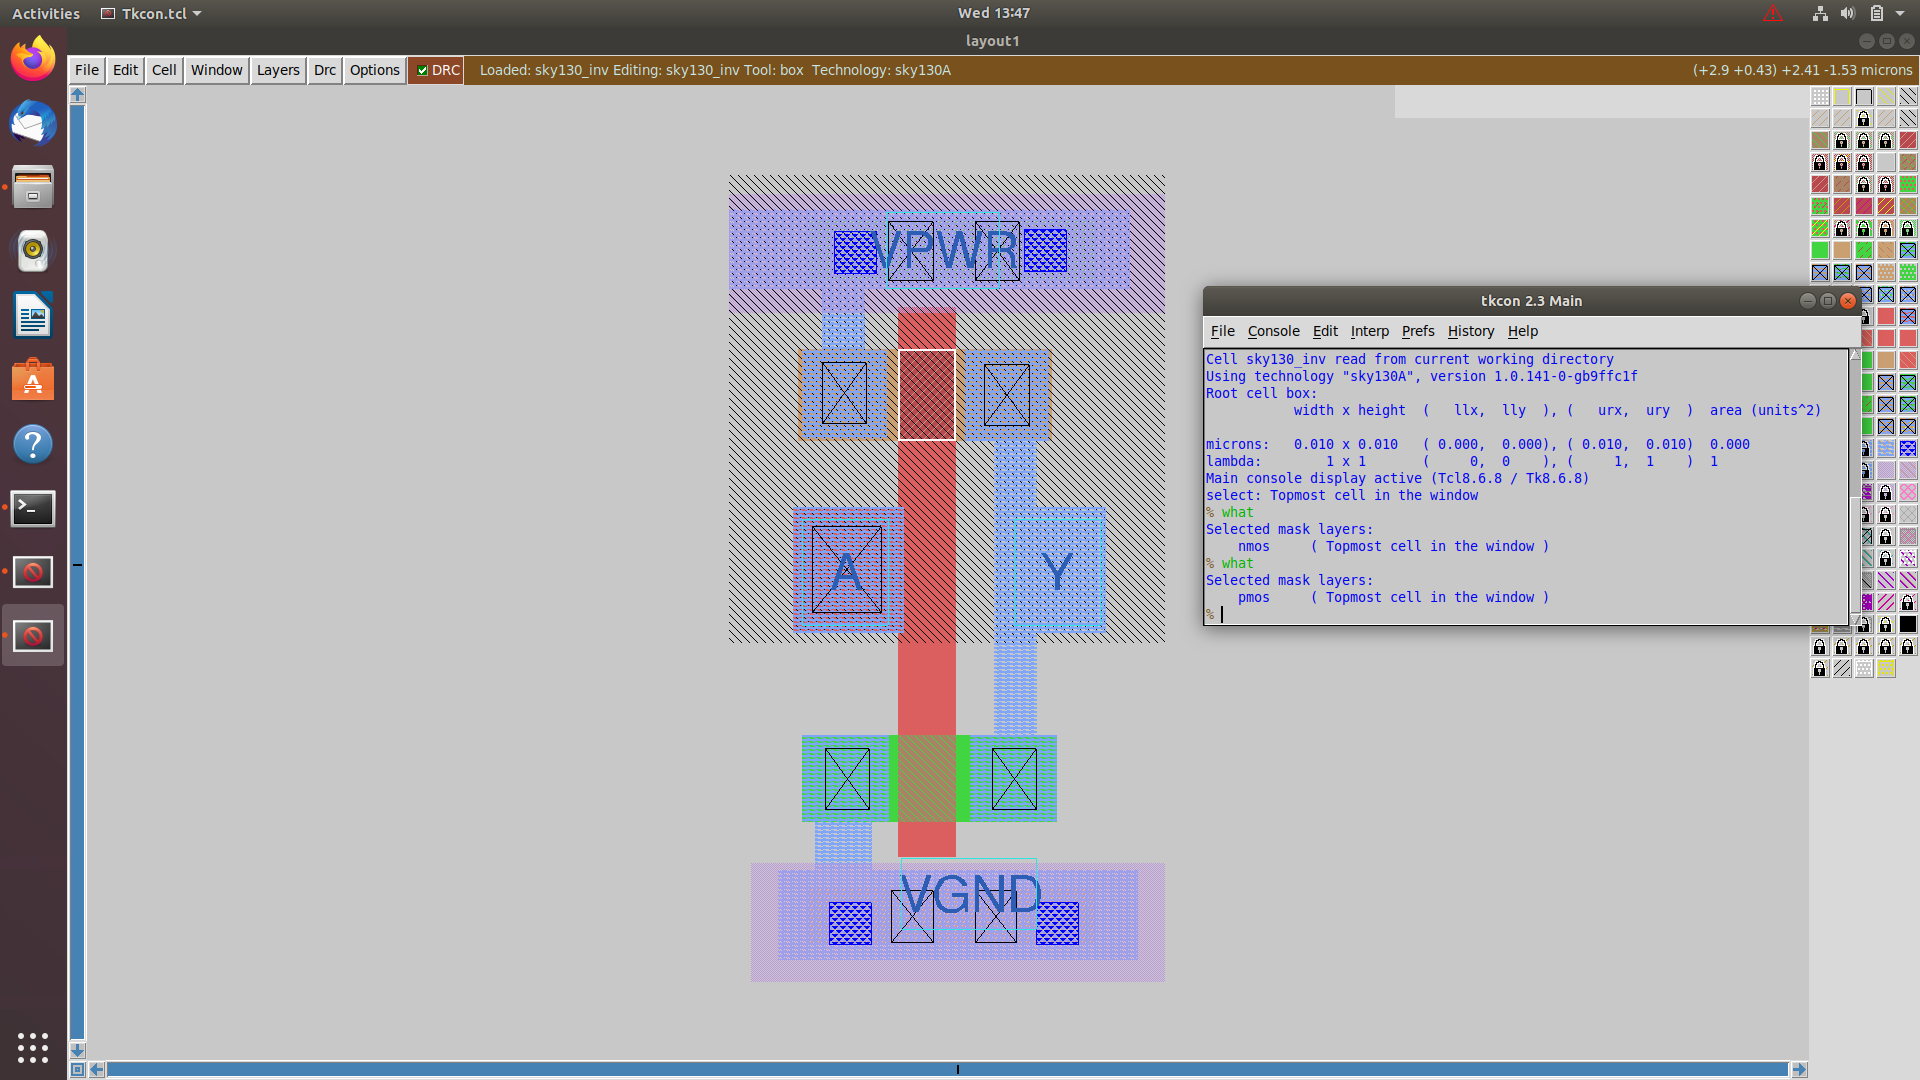 Activities Tkcon.tcl Wed 13:47
layout1
File Edit Cell Window Layers Drc Options DRC Loaded: sky130_inv Editing: sky130_inv Tool: box Technology: sky130A (+2.9 +0.43) +2.41 -1.53 microns
VPWR
A
Y
VGND
tkcon 2.3 Main
File Console Edit Interp Prefs History Help
Cell sky130_inv read from current working directory
Using technology "sky130A", version 1.0.141-0-gb9ffc1f
Root cell box:
width x height ( llx, lly ), ( urx, ury ) area (units^2)
microns: 0.010 x 0.010 ( 0.000, 0.000), ( 0.010, 0.010) 0.000
lambda: 1 x 1 ( 0, 0 ), ( 1, 1 ) 1
Main console display active (Tcl8.6.8 / Tk8.6.8)
select: Topmost cell in the window
% what
Selected mask layers:
nmos ( Topmost cell in the window )
% what
Selected mask layers:
pmos ( Topmost cell in the window )
%